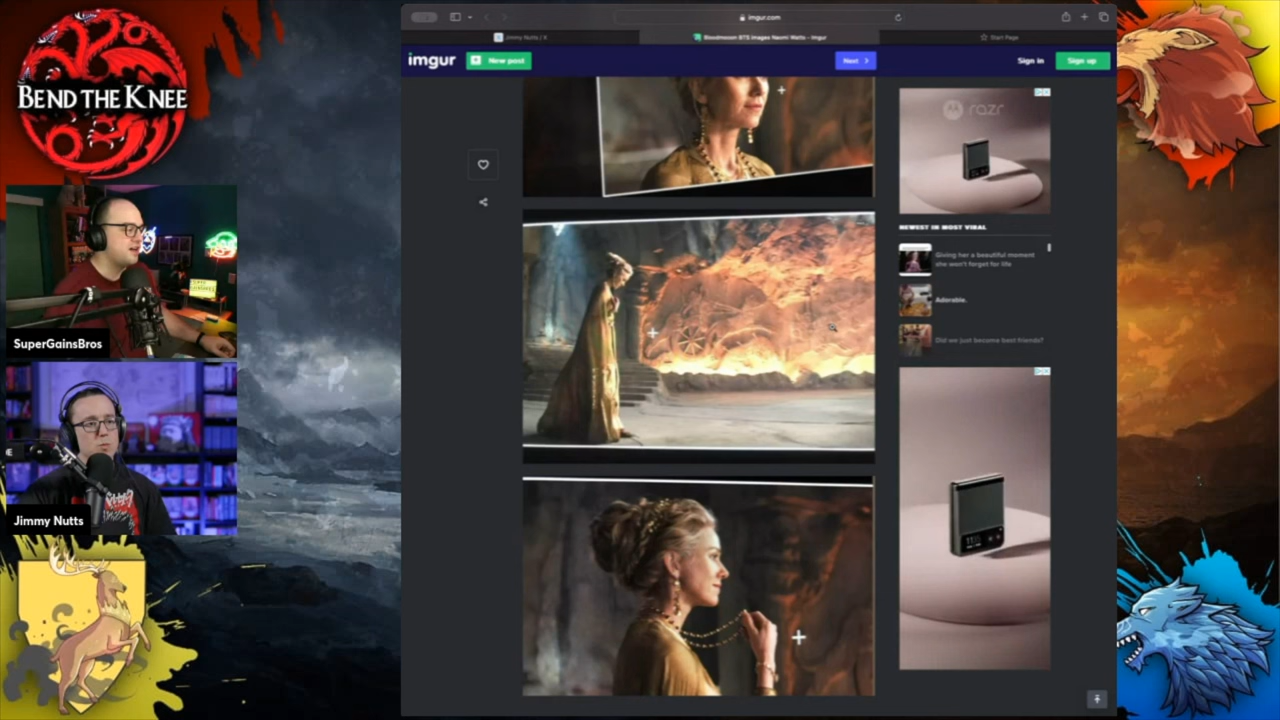 BEND THE KNEE
SuperGainsBros
Jimmy Nutts
imgur.com
Jimmy Nutts / X
Bloodmoon BTS images Naomi Watts - Imgur
Start Page
imgur
New post
Next
Sign in
Sign up
razr
NEWEST IN MOST VIRAL
Giving her a beautiful moment
she won't forget for life
Adorable.
Did we just become best friends?